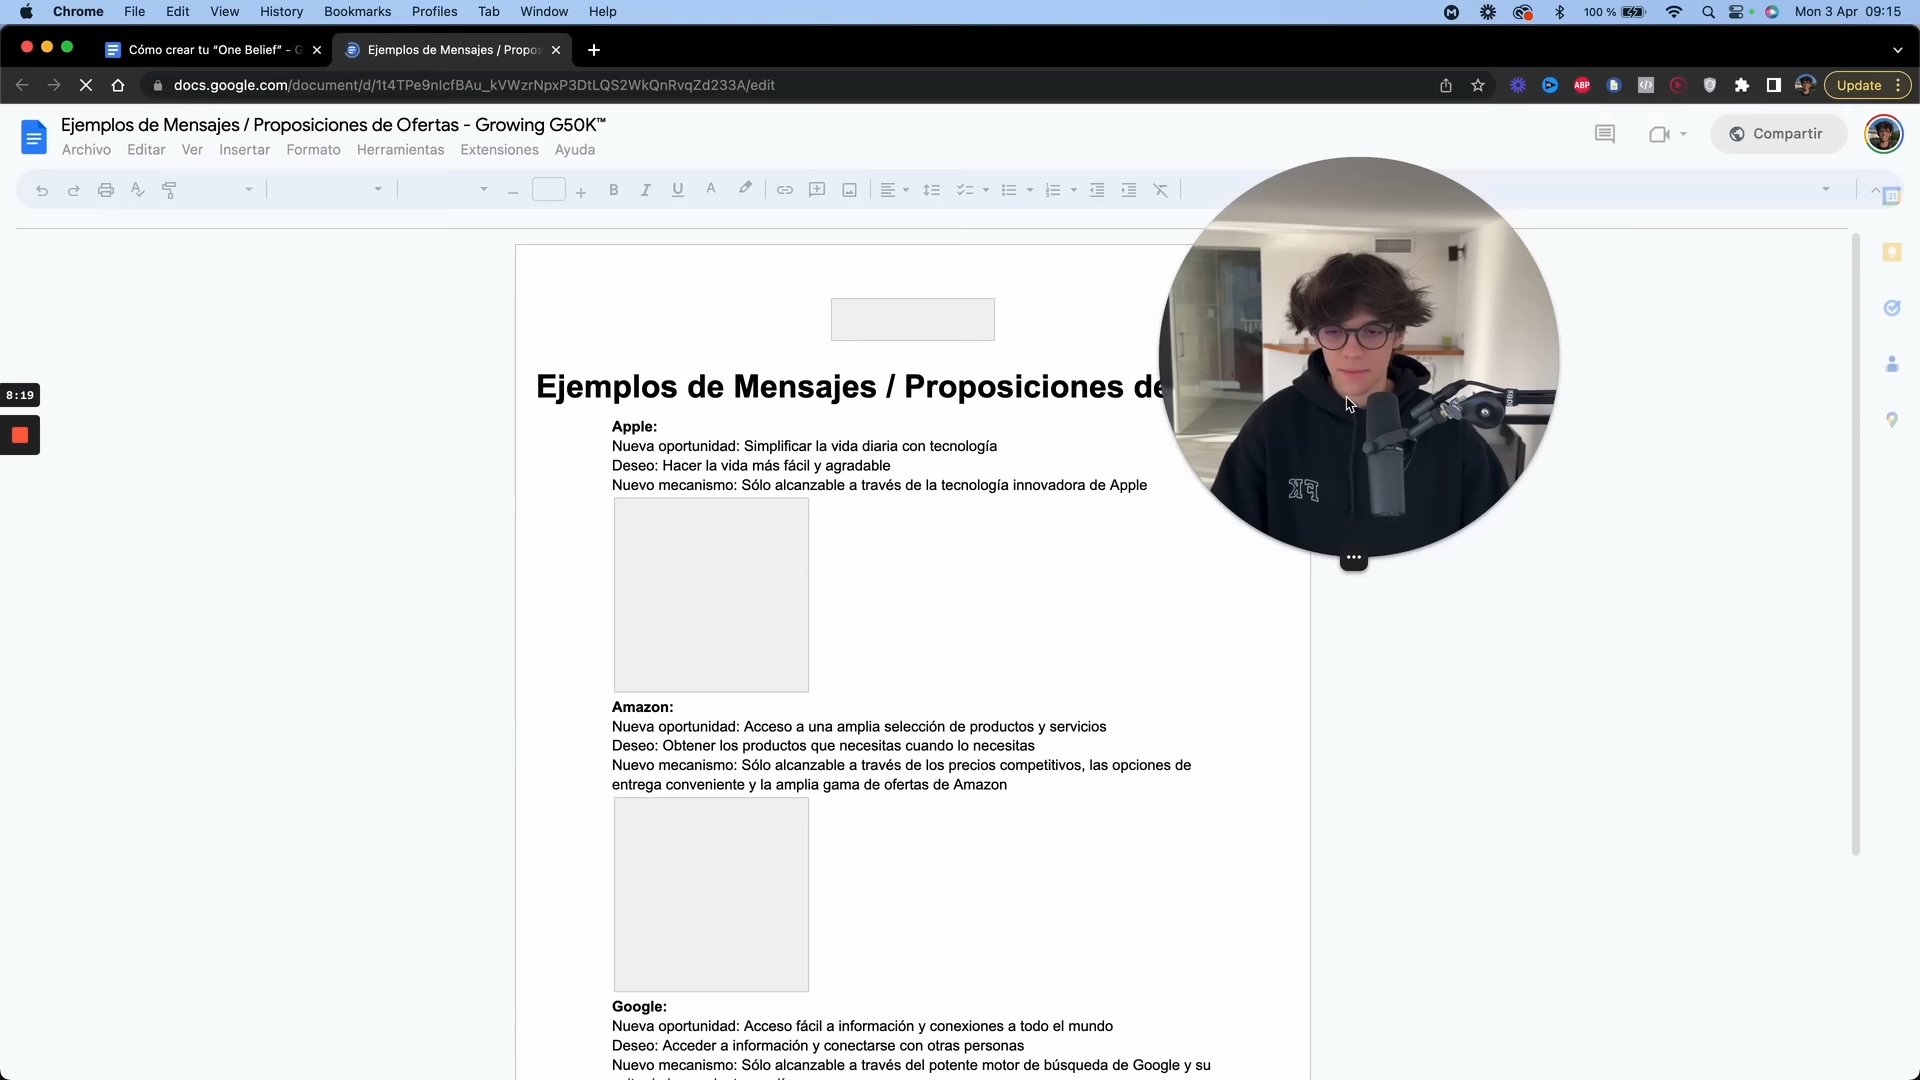 Chrome File Edit View History Bookmarks Profiles Tab Window Help 100 % Mon 3 Apr 09:15
Cómo crear tu “One Belief” - G Ejemplos de Mensajes / Propos
docs.google.com/document/d/1t4TPe9nIcfBAu_kVWzrNpxP3DtLQS2WkQnRvqZd233A/edit ABP Update
Ejemplos de Mensajes / Proposiciones de Ofertas - Growing G50K™
Archivo Editar Ver Insertar Formato Herramientas Extensiones Ayuda
Compartir
B I U A
31
Ejemplos de Mensajes / Proposiciones de
8:19
Apple:
Nueva oportunidad: Simplificar la vida diaria con tecnología
Deseo: Hacer la vida más fácil y agradable
Nuevo mecanismo: Sólo alcanzable a través de la tecnología innovadora de Apple
Amazon:
Nueva oportunidad: Acceso a una amplia selección de productos y servicios
Deseo: Obtener los productos que necesitas cuando lo necesitas
Nuevo mecanismo: Sólo alcanzable a través de los precios competitivos, las opciones de
entrega conveniente y la amplia gama de ofertas de Amazon
Google:
Nueva oportunidad: Acceso fácil a información y conexiones a todo el mundo
Deseo: Acceder a información y conectarse con otras personas
Nuevo mecanismo: Sólo alcanzable a través del potente motor de búsqueda de Google y su